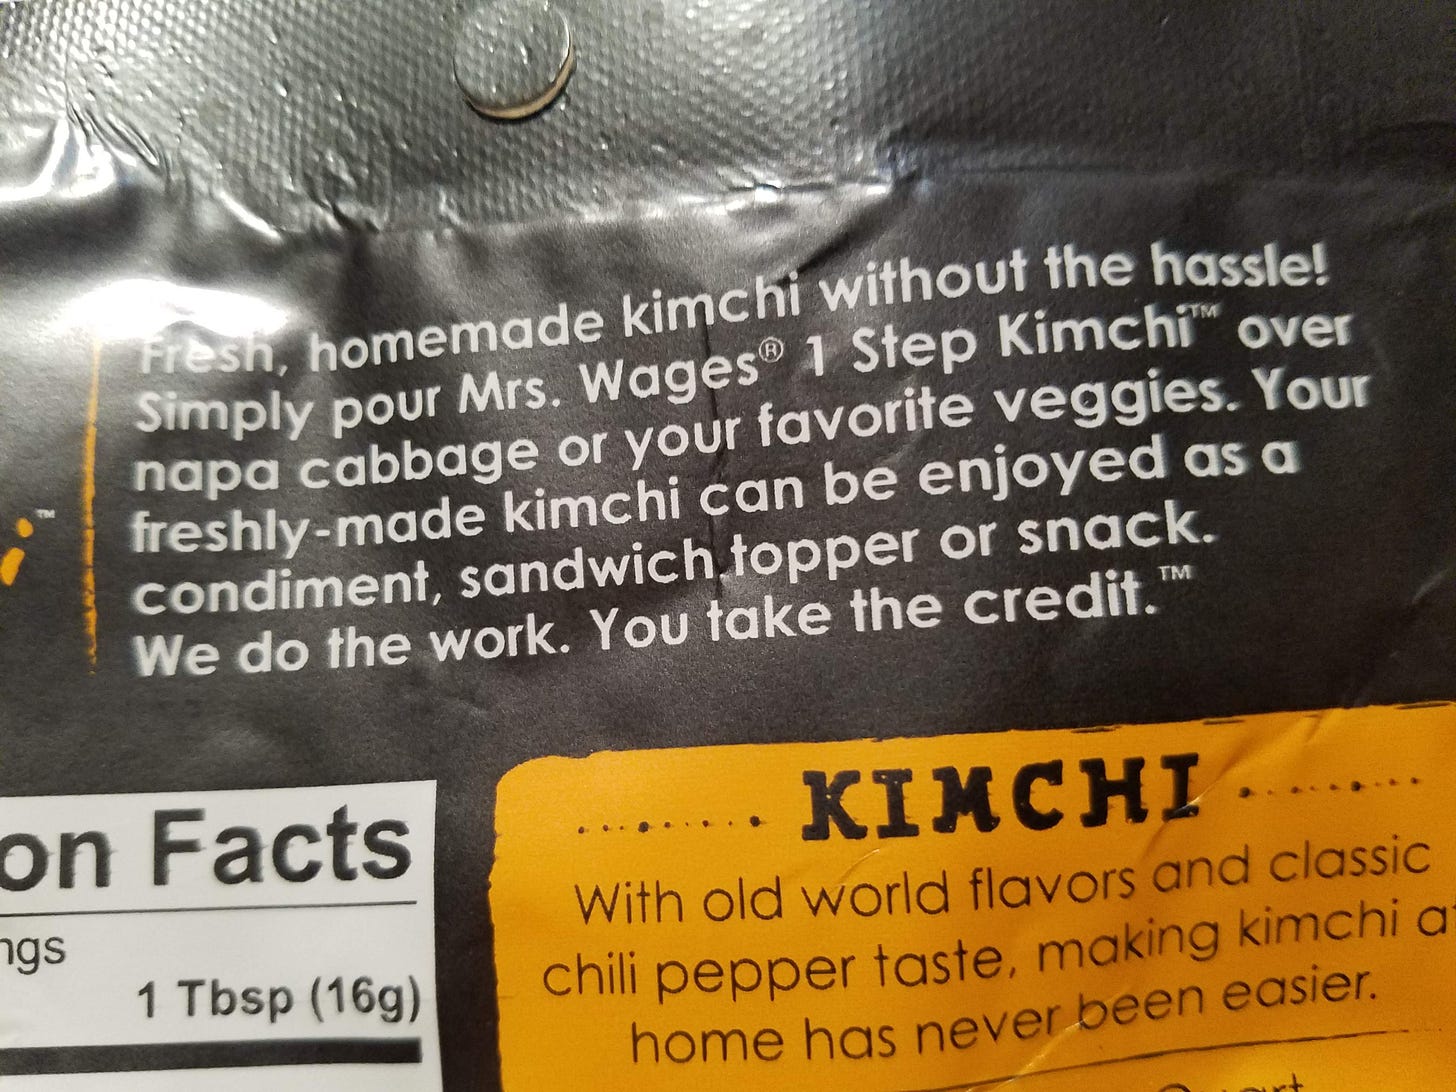 Fresh, homemade kimchi without the hassle!
Simply pour Mrs. Wages® 1 Step Kimchi™ over
napa cabbage or your favorite veggies. Your
freshly-made kimchi can be enjoyed as a
condiment, sandwich topper or snack.
We do the work. You take the credit.™
™
on Facts
ngs
1 Tbsp (16g)
KIMCHI
With old world flavors and classic
chili pepper taste, making kimchi a
home has never been easier.